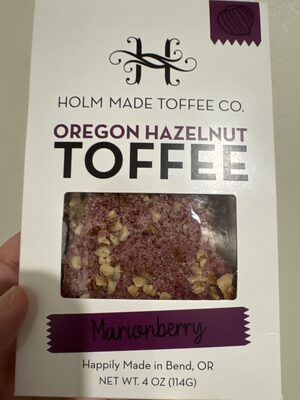 H
HOLM MADE TOFFEE CO.
OREGON HAZELNUT
TOFFEE
Marionberry
Happily Made in Bend, OR
NET WT. 4 OZ (114G)